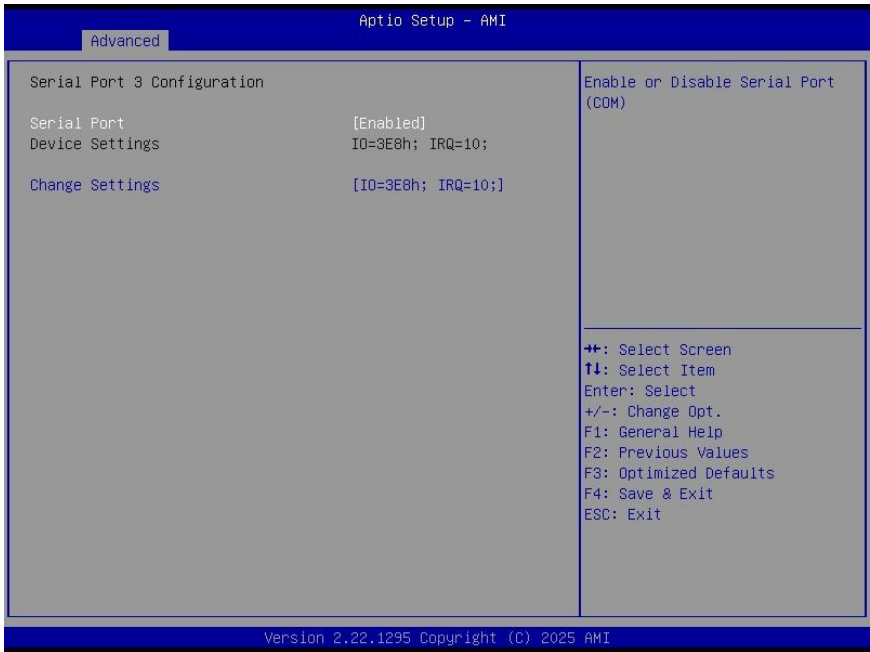 Aptio Setup - AMI
Advanced
Serial Port 3 Configuration
Serial Port [Enabled]
Device Settings IO=3E8h; IRQ=10;
Change Settings [IO=3E8h; IRQ=10;]
Enable or Disable Serial Port
(COM)
→←: Select Screen
↑↓: Select Item
Enter: Select
+/-: Change Opt.
F1: General Help
F2: Previous Values
F3: Optimized Defaults
F4: Save & Exit
ESC: Exit
Version 2.22.1295 Copyright (C) 2025 AMI